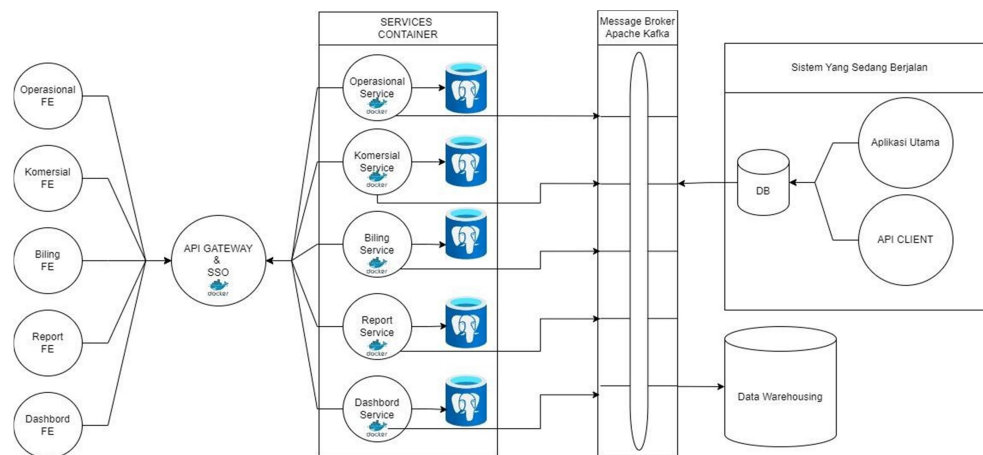 Operasional
FE
Komersial
FE
Biling
FE
Report
FE
Dashbord
FE
API GATEWAY
&
SSO
docker
SERVICES
CONTAINER
Operasional
Service
docker
Komersial
Service
docker
Biling
Service
docker
Report
Service
docker
Dashbord
Service
docker
Message Broker
Apache Kafka
Sistem Yang Sedang Berjalan
Aplikasi Utama
DB
API CLIENT
Data Warehousing